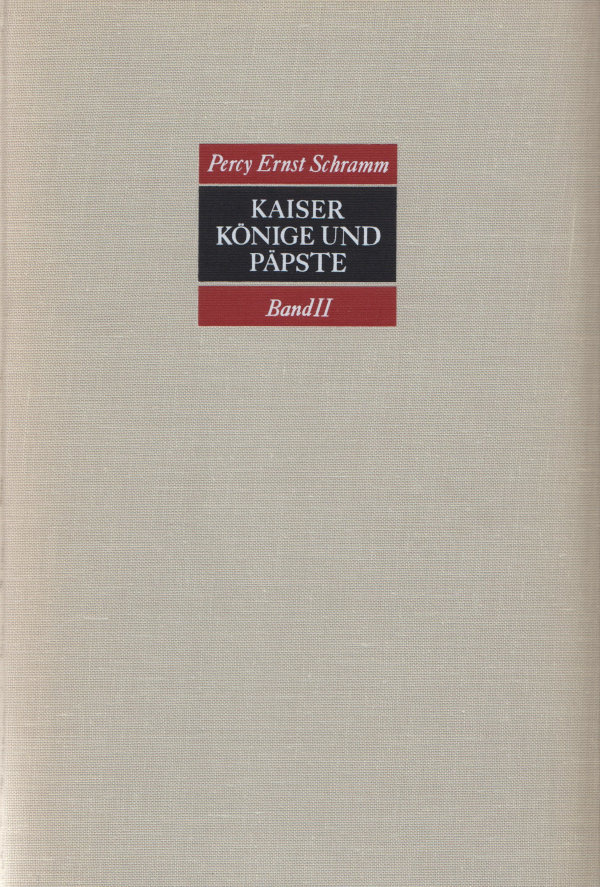 Percy Ernst Schramm
KAISER
KÖNIGE UND
PÄPSTE
Band II